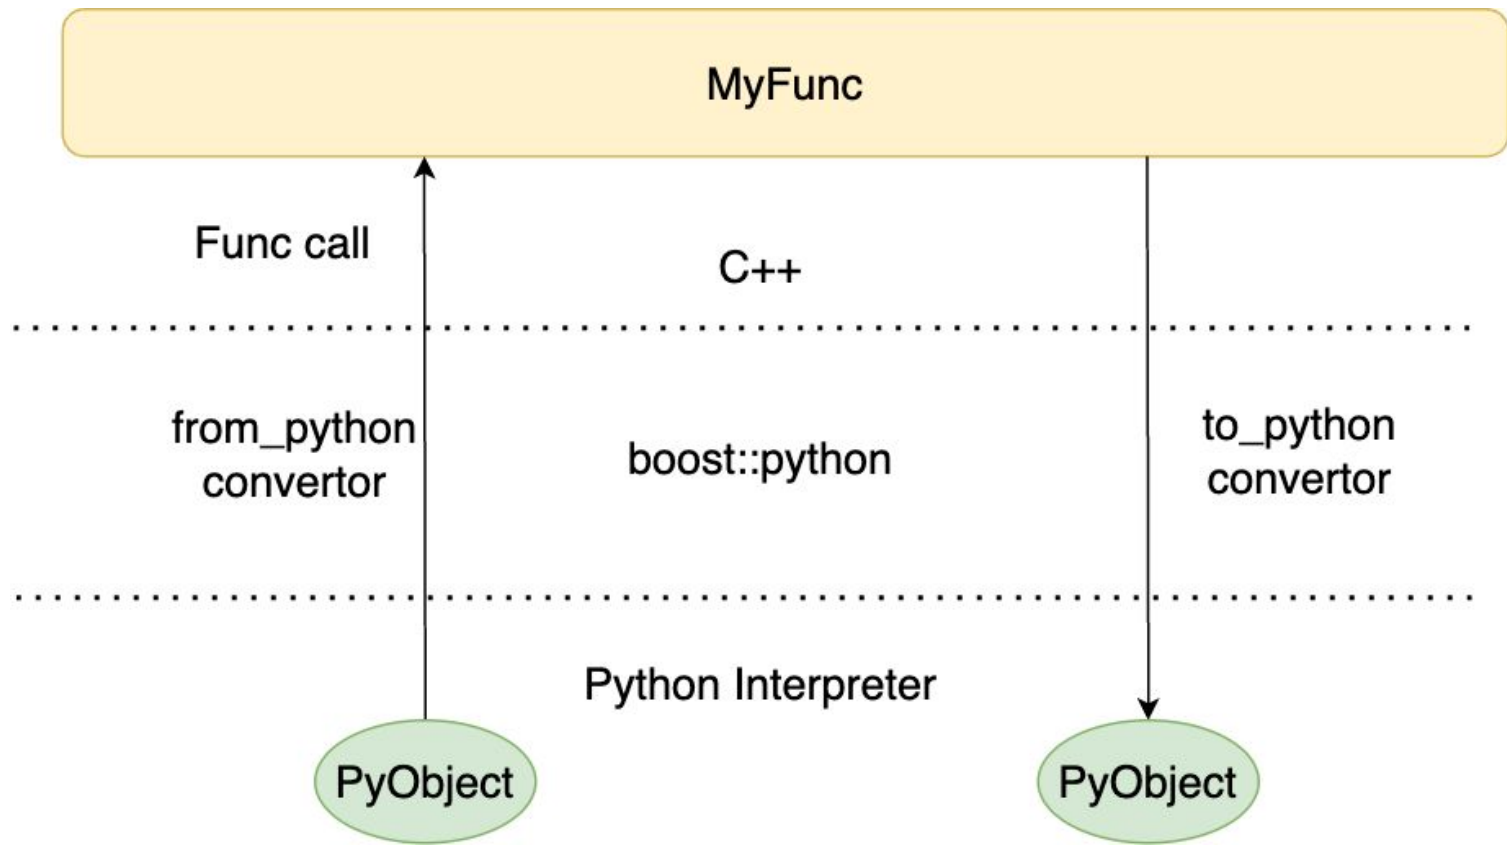 MyFunc
Func call
C++
from_python
convertor
boost::python
to_python
convertor
Python Interpreter
PyObject
PyObject